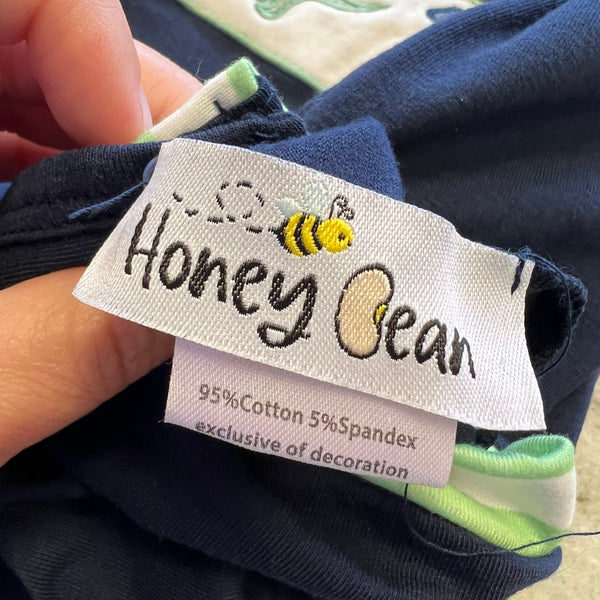 Honey Bean
95%Cotton 5%Spandex
exclusive of decoration